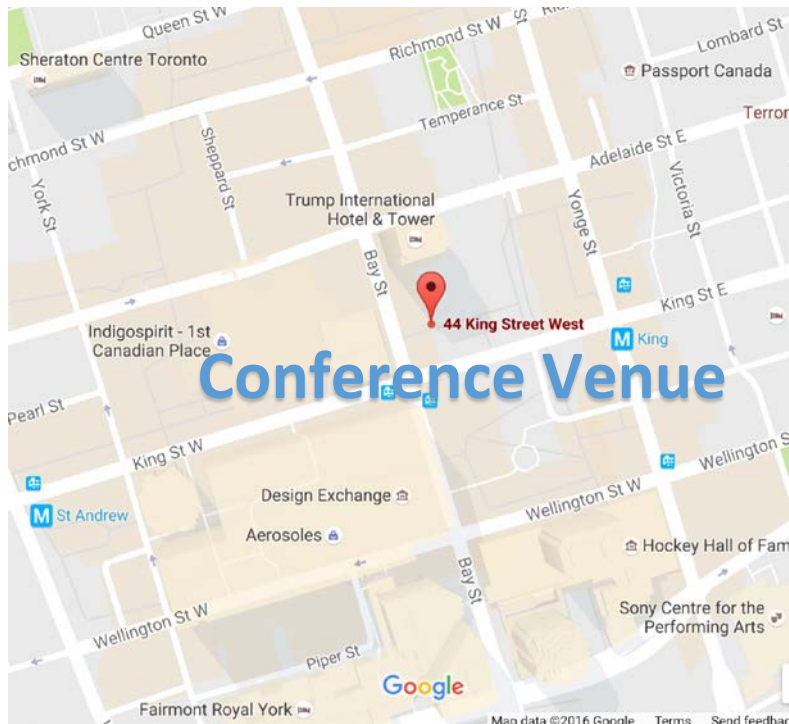 Queen St W
St
Richmond St W
Lombard St
Sheraton Centre Toronto
Passport Canada
Temperance St
Terror
chmond St W
Sheppard St
Adelaide St E
York St
Trump International
Hotel & Tower
Yonge St
Victoria St
Bay St
King St E
44 King Street West
Indigospirit - 1st
Canadian Place
M King
Conference Venue
Pearl St
King St W
Wellington S
Design Exchange
M St Andrew
Wellington St W
Aerosoles
Hockey Hall of Fam
Bay St
Sony Centre for the
Performing Arts
Wellington St W
Piper St
Google
Fairmont Royal York
Map data ©2016 Google Terms Send feedbac